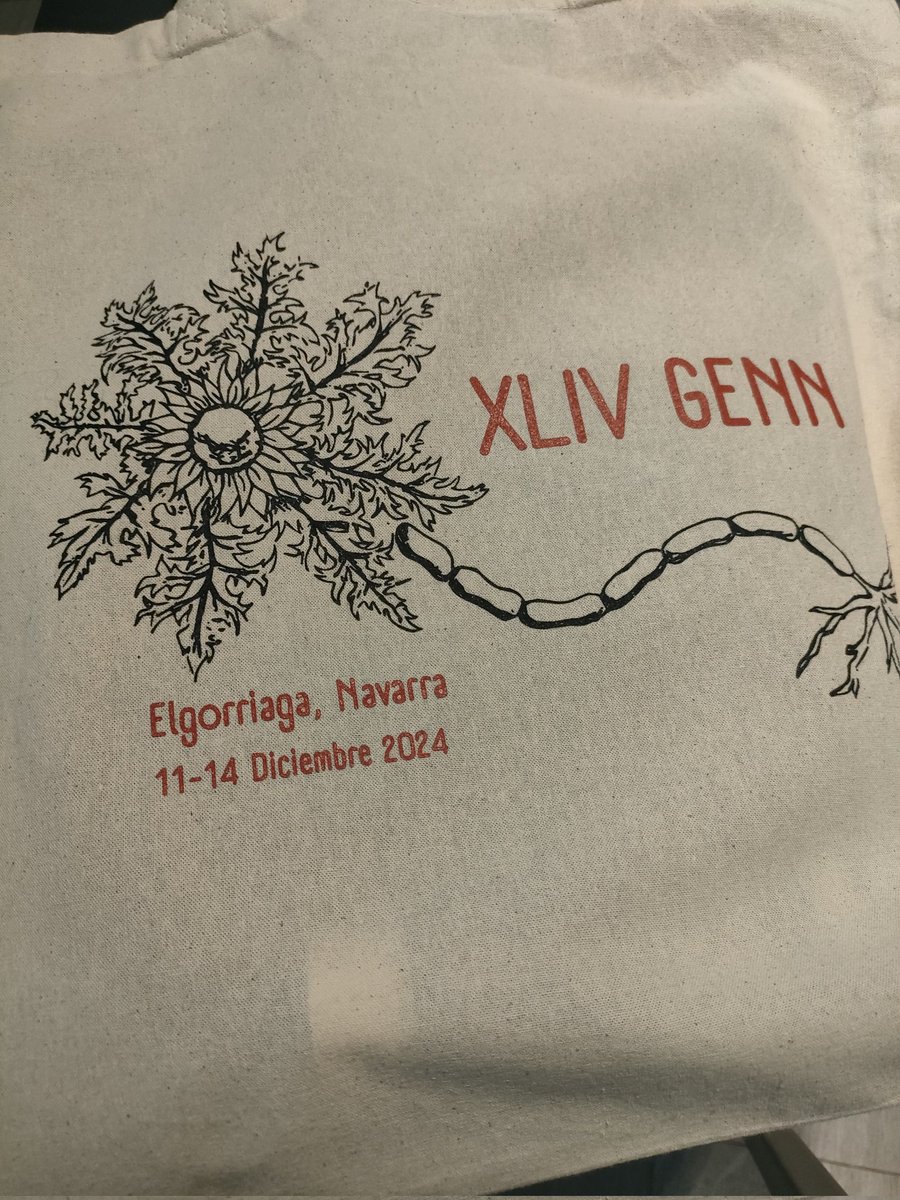 XLIV GENN
Elgorriaga, Navarra
11-14 Diciembre 2024